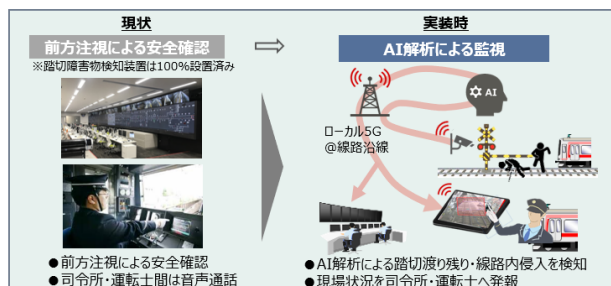 現状
前方注視による安全確認
※踏切障害物検知装置は100%設置済み
●前方注視による安全確認
●司令所・運転士間は音声通話
実装時
AI解析による監視
AI
ローカル5G
@線路沿線
●AI解析による踏切渡り残り・線路内侵入を検知
●現場状況を司令所・運転士へ発報